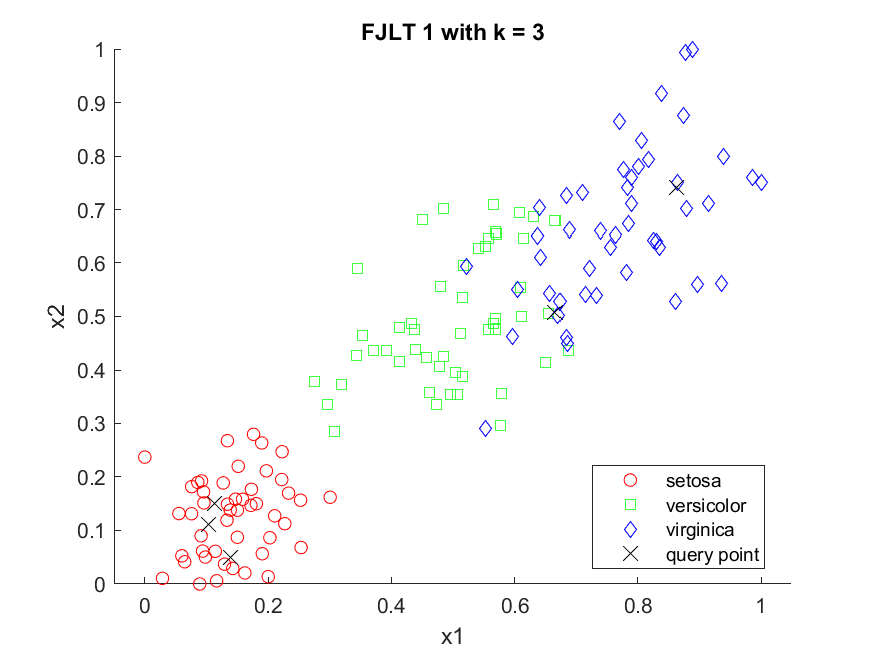 FJLT 1 with k = 3
1
0.9
0.8
0.7
0.6
0.5
0.4
0.3
0.2
0.1
0
x2
0 0.2 0.4 0.6 0.8 1
x1
setosa
versicolor
virginica
query point